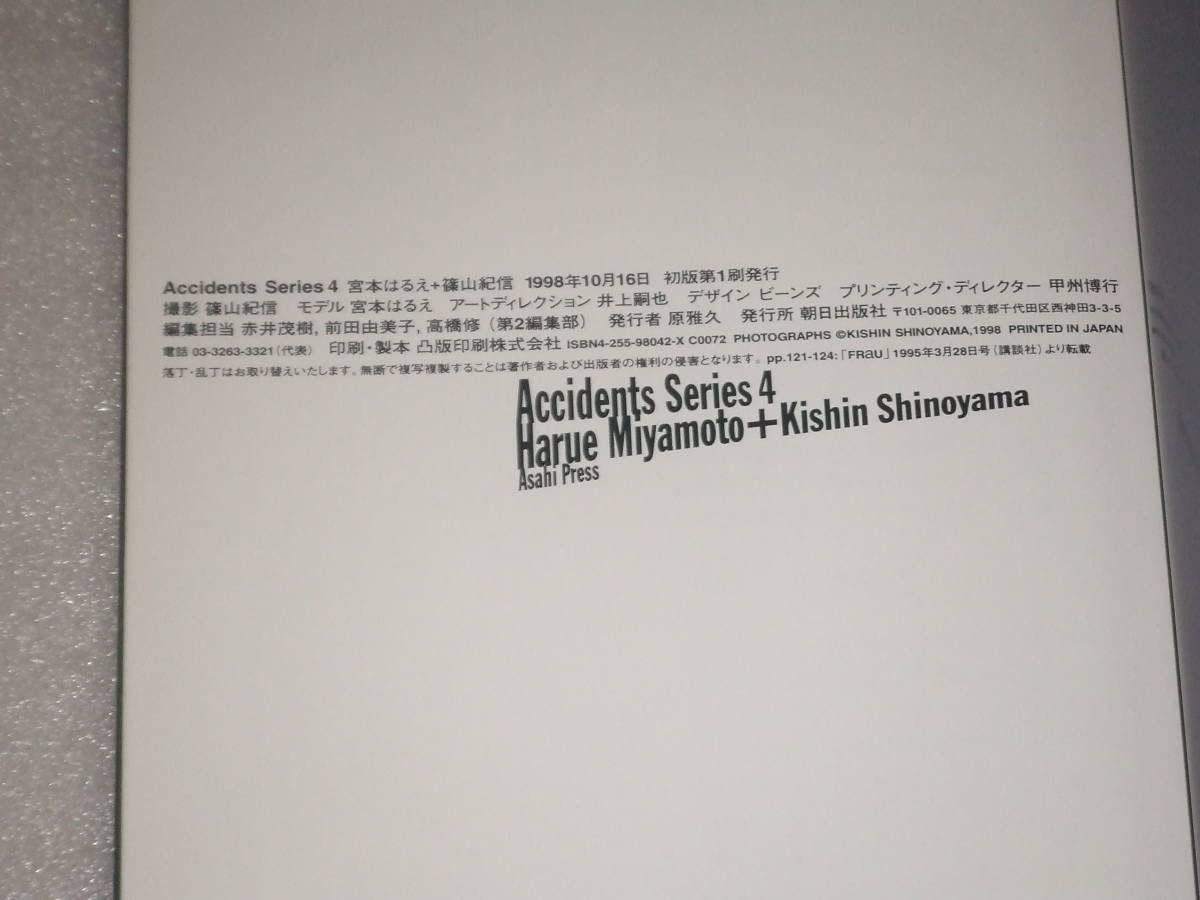 Accidents Series 4 宮本はるえ+篠山紀信 1998年10月16日 初版第1刷発行
撮影 篠山紀信 モデル 宮本はるえ アートディレクション 井上嗣也 デザイン ビーンズ プリンティング・ディレクター 甲州博行
編集担当 赤井茂樹, 前田由美子, 高橋修(第2編集部) 発行者 原雅久 発行所 朝日出版社 〒101-0065 東京都千代田区西神田3-3-5
電話 03-3263-3321(代表) 印刷・製本 凸版印刷株式会社 ISBN4-255-98042-X C0072 PHOTOGRAPHS ©KISHIN SHINOYAMA,1998 PRINTED IN JAPAN
落丁・乱丁はお取り替えいたします。無断で複写複製することは著作者および出版者の権利の侵害となります。 pp.121-124:「FRaU」1995年3月28日号(講談社)より転載
Accidents Series 4
Harue Miyamoto+Kishin Shinoyama
Asahi Press